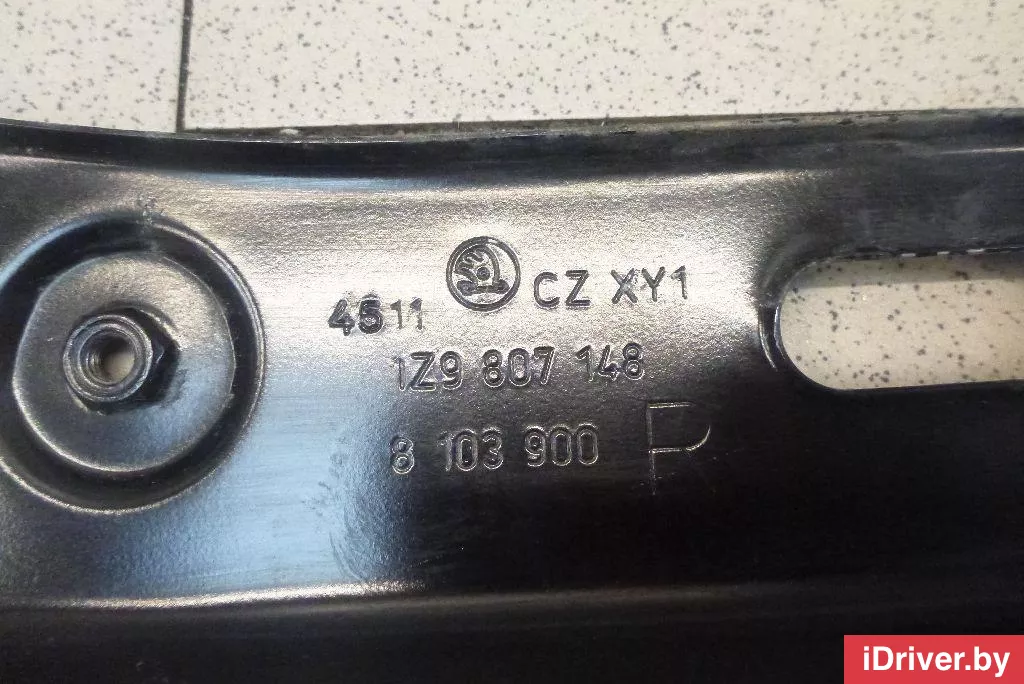 4511 CZ XY1
1Z9 807 148
8 103 900 P
iDriver.by